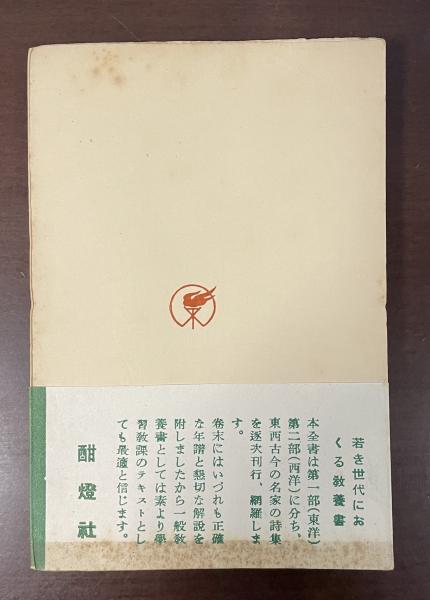 若き世代にお
くる教養書
本全書は第一部(東洋)
第二部(西洋)に分ち、
東西古今の名家の詩集
を逐次刊行、網羅しま
す。
卷末にはいづれも正確
な年譜と懇切な解說を
附しましたから一般敎
養書としては素より學
習敎課のテキストとし
ても最適と信じます。
酣燈社